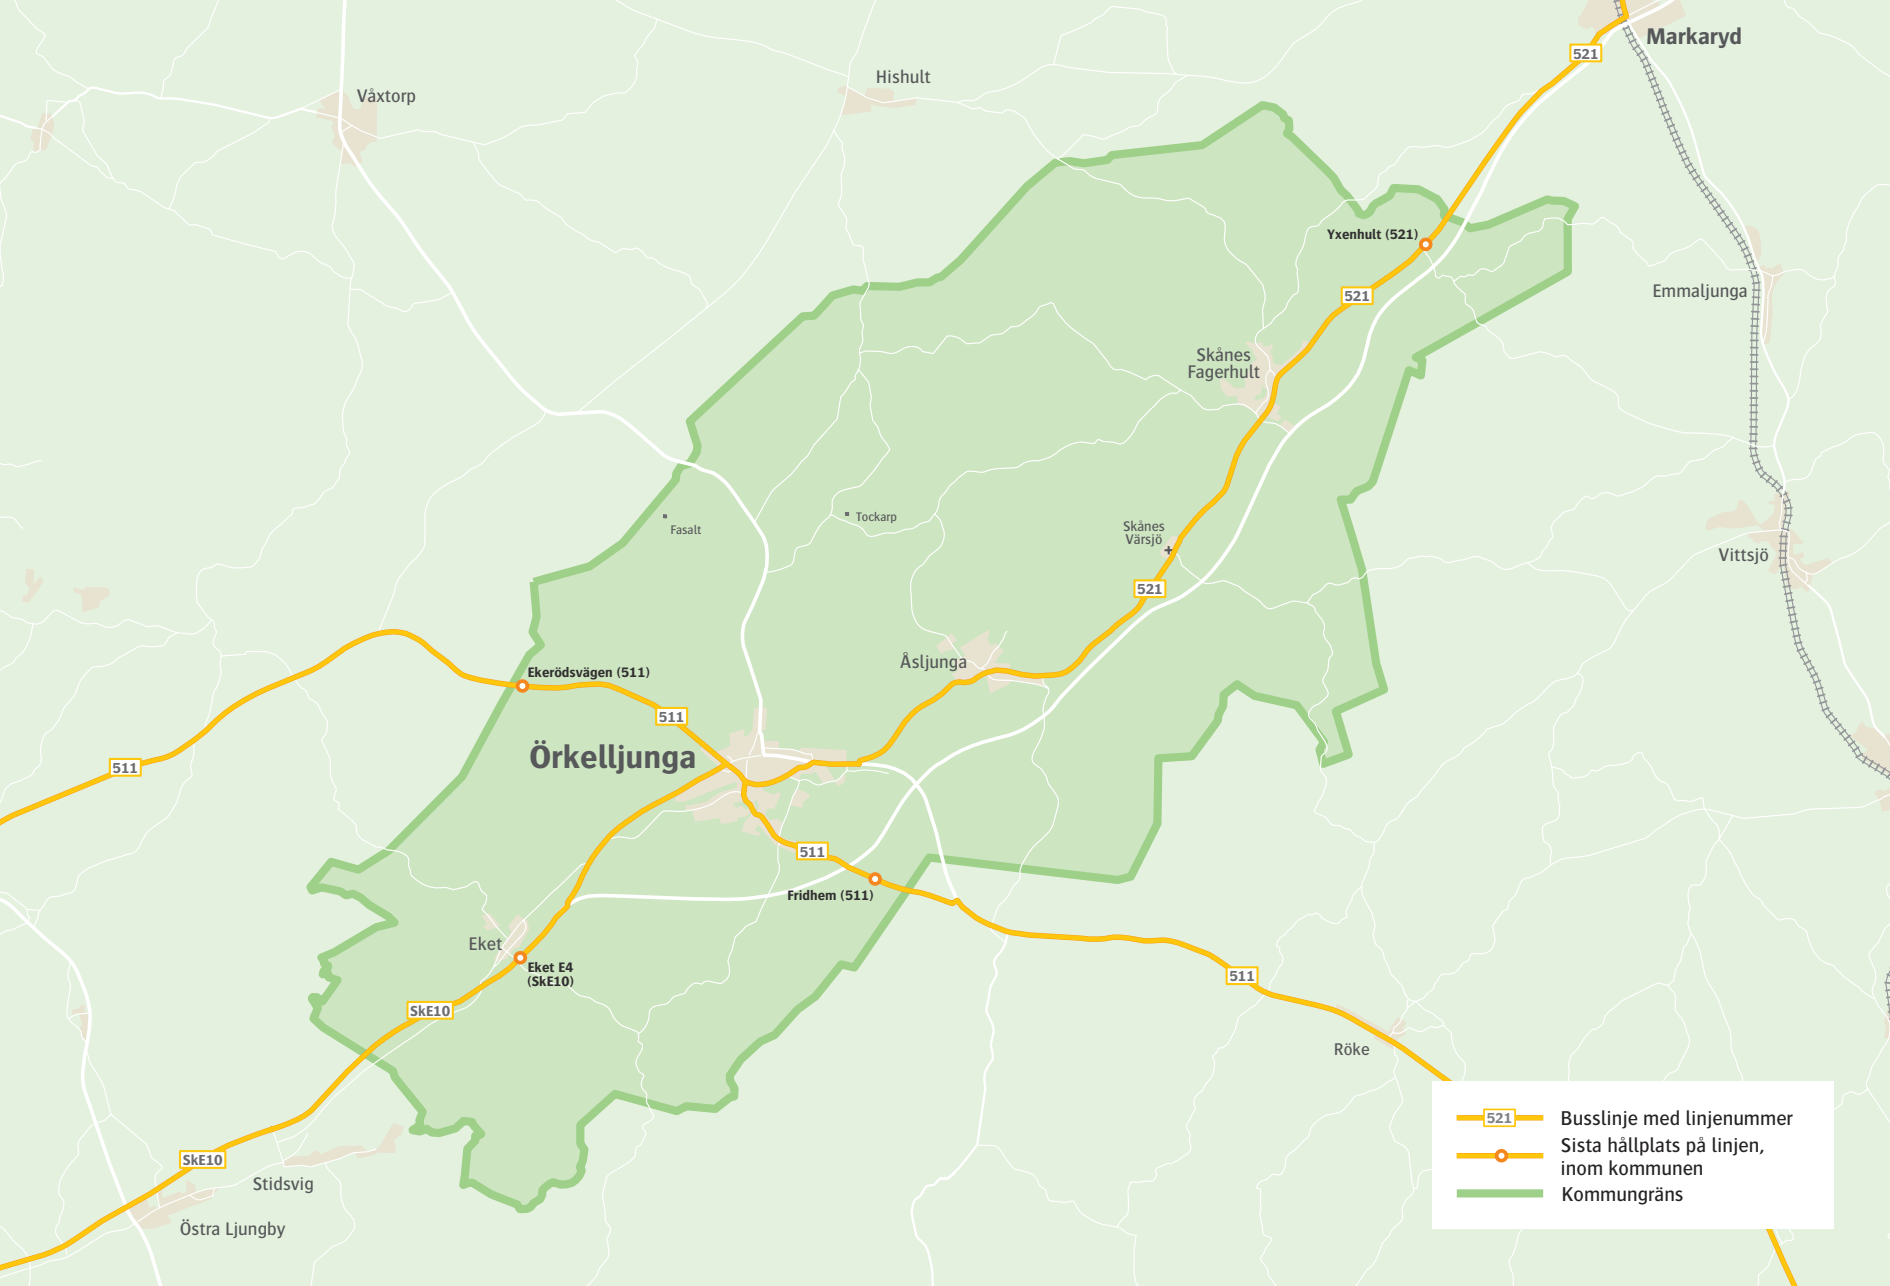 Markaryd
521
Hishult
Våxtorp
Yxenhult (521)
Emmaljunga
521
Skånes
Fagerhult
Tockarp
Fasalt
Skånes
Värsjö
Vittsjö
521
Åsljunga
Ekerödsvägen (511)
511
Örkelljunga
511
511
Fridhem (511)
Eket
Eket E4
(SkE10)
511
SkE10
Röke
SkE10
Stidsvig
Östra Ljungby
521
Busslinje med linjenummer
Sista hållplats på linjen,
inom kommunen
Kommungräns